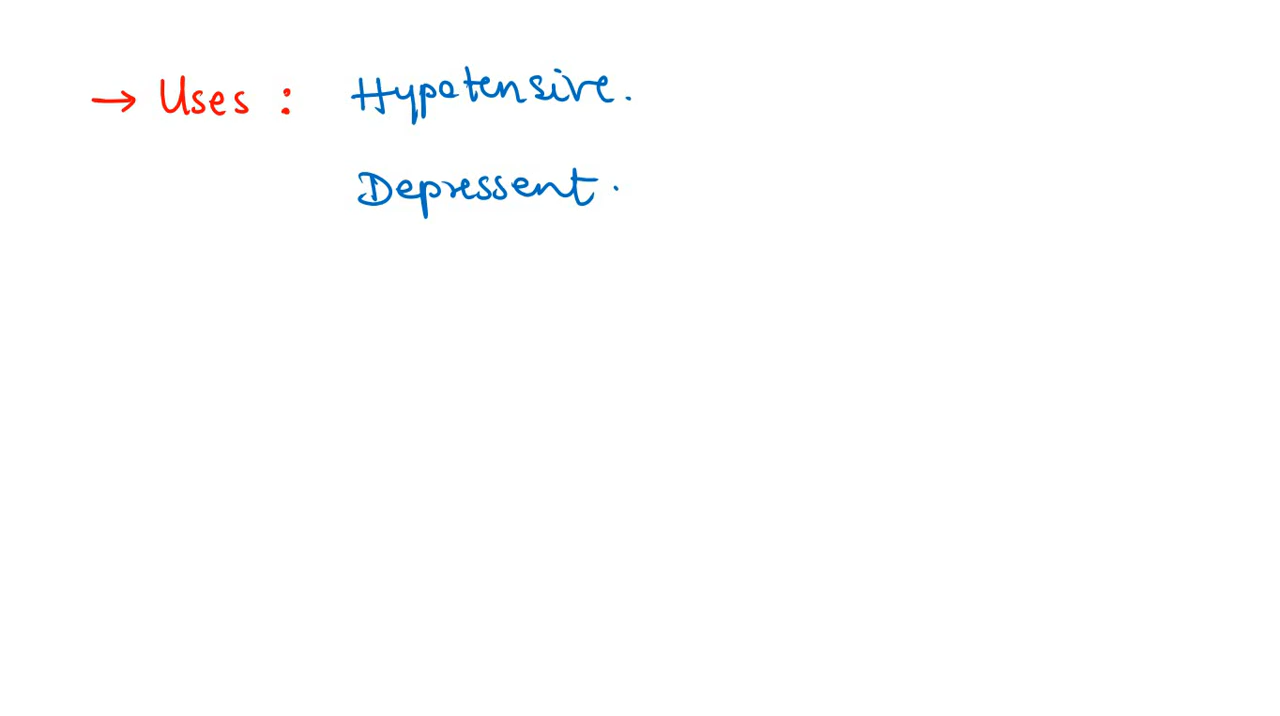 → Uses : Hypotensive.
Depressent.